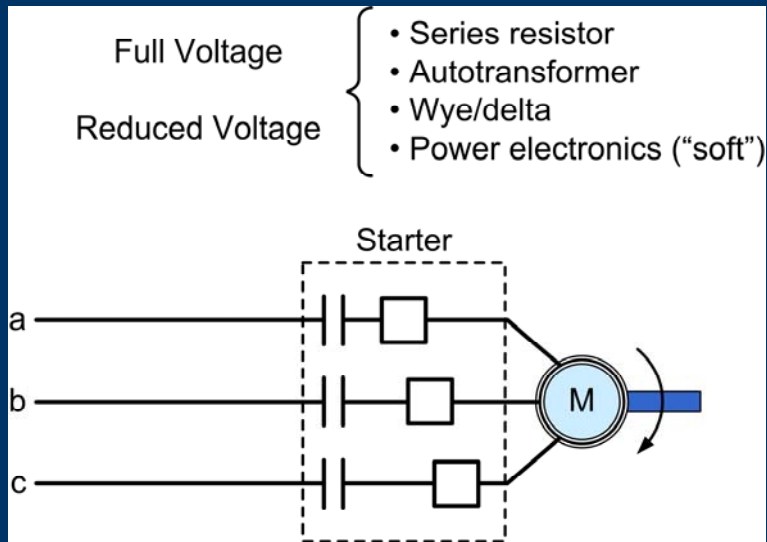 Full Voltage
Reduced Voltage
• Series resistor
• Autotransformer
• Wye/delta
• Power electronics (“soft”)
Starter
a
b
c
M